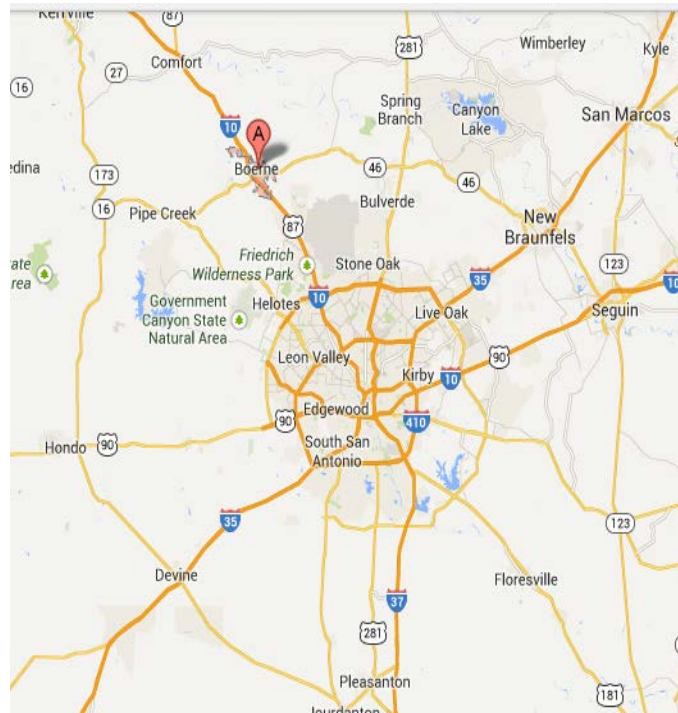 Kerrville
87
281
Wimberley
Kyle
27
Comfort
16
Spring
Branch
Canyon
Lake
San Marcos
10
A
Boerne
46
46
173
16
Pipe Creek
87
Bulverde
New
Braunfels
Friedrich
Wilderness Park
Stone Oak
123
35
10
Helotes
10
Government
Canyon State
Natural Area
Live Oak
Seguin
Leon Valley
90
Kirby
10
Edgewood
90
410
Hondo
90
South San
Antonio
35
123
Devine
Floresville
37
281
Pleasanton
181
Jourdanton